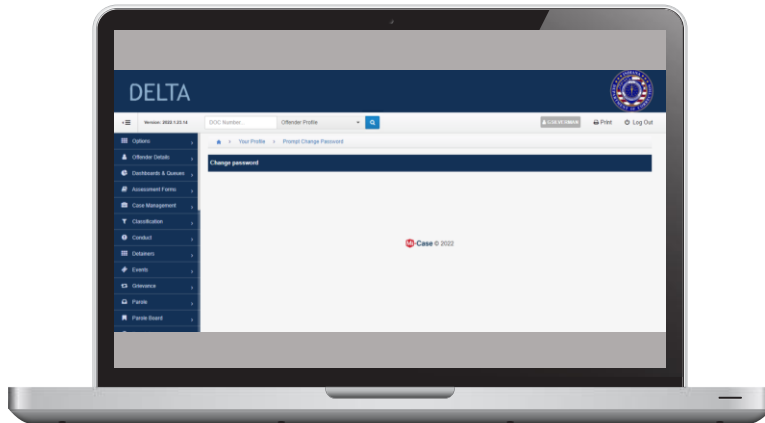 DELTA
Version: 2022.1.23.14
DOC Number...
Offender Profile
Print
Log Out
Options
Your Profile
Prompt Change Password
Offender Details
Change password
Dashboards & Queues
Assessment Forms
Case Management
Classification
Conduct
Mi-Case © 2022
Detainers
Events
Grievance
Parole
Parole Board